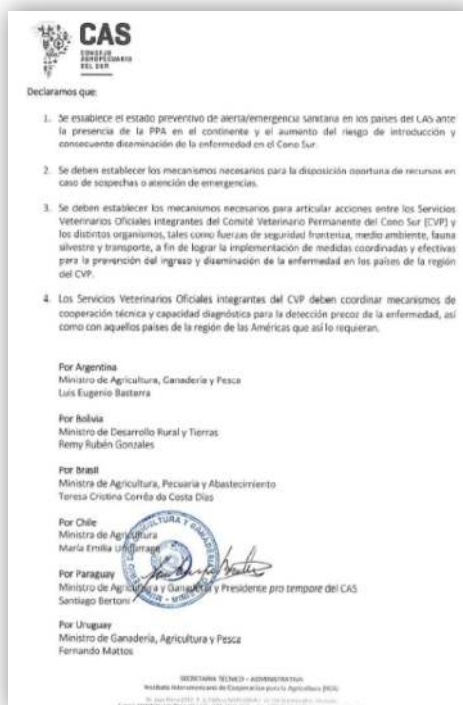 CAS
CONSEJO
AGROPECUARIO
DEL SUR
Declaramos que:
1. Se establece el estado preventivo de alerta/emergencia sanitaria en los países del CAS ante
la presencia de la PPA en el continente y el aumento del riesgo de introducción y
consecuente diseminación de la enfermedad en el Cono Sur.
2. Se deben establecer los mecanismos necesarios para la disposición oportuna de recursos en
caso de sospechas o atención de emergencias.
3. Se deben establecer los mecanismos necesarios para articular acciones entre los Servicios
Veterinarios Oficiales integrantes del Comité Veterinario Permanente del Cono Sur (CVP) y
los distintos organismos, tales como fuerzas de seguridad fronteriza, medio ambiente, fauna
silvestre y transporte, a fin de lograr la implementación de medidas coordinadas y efectivas
para la prevención del ingreso y diseminación de la enfermedad en los países de la región
del CVP.
4. Los Servicios Veterinarios Oficiales integrantes del CVP deben coordinar mecanismos de
cooperación técnica y capacidad diagnóstica para la detección precoz de la enfermedad, así
como con aquellos países de la región de las Américas que así lo requieran.
Por Argentina
Ministro de Agricultura, Ganadería y Pesca
Luis Eugenio Basterra
Por Bolivia
Ministro de Desarrollo Rural y Tierras
Remy Rubén Gonzales
Por Brasil
Ministra de Agricultura, Pecuaria y Abastecimiento
Teresa Cristina Corrêa da Costa Dias
Por Chile
Ministra de Agricultura
María Emilia Undurraga
Por Paraguay
Ministro de Agricultura y Ganadería y Presidente pro tempore del CAS
Santiago Bertoni
Por Uruguay
Ministro de Ganadería, Agricultura y Pesca
Fernando Mattos
SECRETARIA TÉCNICO - ADMINISTRATIVA
Instituto Interamericano de Cooperación para la Agricultura (IICA)